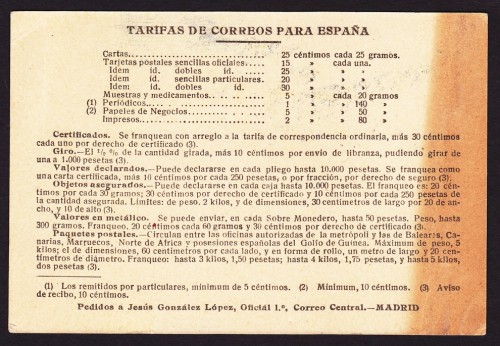 TARIFAS DE CORREOS PARA ESPAÑA
Cartas. . . . . . . . . . . . . . 25 céntimos cada 25 gramos.
Tarjetas postales sencillas oficiales. . . . . 15 » cada una.
Idem íd. dobles íd. . . . . 25 » » »
Idem íd. sencillas particulares. 20 » » »
Idem íd. dobles íd. . . . . 30 » » »
Muestras y medicamentos. . . . . . . 5 » cada 20 gramos
(1) Periódicos. . . . . . . . . . . . . 1 » » 140 »
(2) Papeles de Negocios. . . . . . . . . 5 » » 50 »
Impresos. . . . . . . . . . . . . . 2 » » 80 »
Certificados. Se franquean con arreglo a la tarifa de correspondencia ordinaria, más 30 céntimos
cada uno por derecho de certificado (3).
Giro.—El 1/2 % de la cantidad girada, más 10 céntimos por envío de libranza, pudiendo girar de
una a 1.000 pesetas (3).
Valores declarados.—Puede declararse en cada pliego hasta 10.000 pesetas. Se franquea como
una carta certificada, más 10 céntimos por cada 250 pesetas, o por fracción, por derecho de seguro (3).
Objetos asegurados.—Puede declararse en cada caja hasta 10.000 pesetas. El franqueo es: 20 cén-
timos por cada 30 gramos; 30 céntimos por derecho de certificado y 10 céntimos por cada 250 pesetas de
la cantidad asegurada. Límites: de peso. 2 kilos, y de dimensiones, 30 centímetros de largo por 20 de an-
cho, y 10 de alto (3).
Valores en metálico. Se puede enviar, en cada Sobre Monedero, hasta 50 pesetas. Peso, hasta
300 gramos. Franqueo, 20 céntimos cada 60 gramos y 30 céntimos por derecho de certificado (3).
Paquetes postales.—Circulan entre las oficinas autorizadas de la metrópoli y las de Baleares, Ca-
narias, Marruecos, Norte de Africa y posesiones españolas del Golfo de Guinea. Máximum de peso, 5
kilos; el de dimensiones, 60 centímetros por cada lado, y en forma de rollo, un metro de largo y 20 cen-
tímetros de diámetro. Franqueo: hasta 3 kilos, 1,50 pesetas; hasta 4 kilos, 1,75 pesetas, y hasta 5 kilos,
dos pesetas (3).
(1) Los remitidos por particulares, mínimum de 5 céntimos. (2) Mínimum, 10 céntimos. (3) Aviso
de recibo, 10 céntimos.
Pedidos a Jesús González López, Oficial 1.º, Correo Central.—MADRID